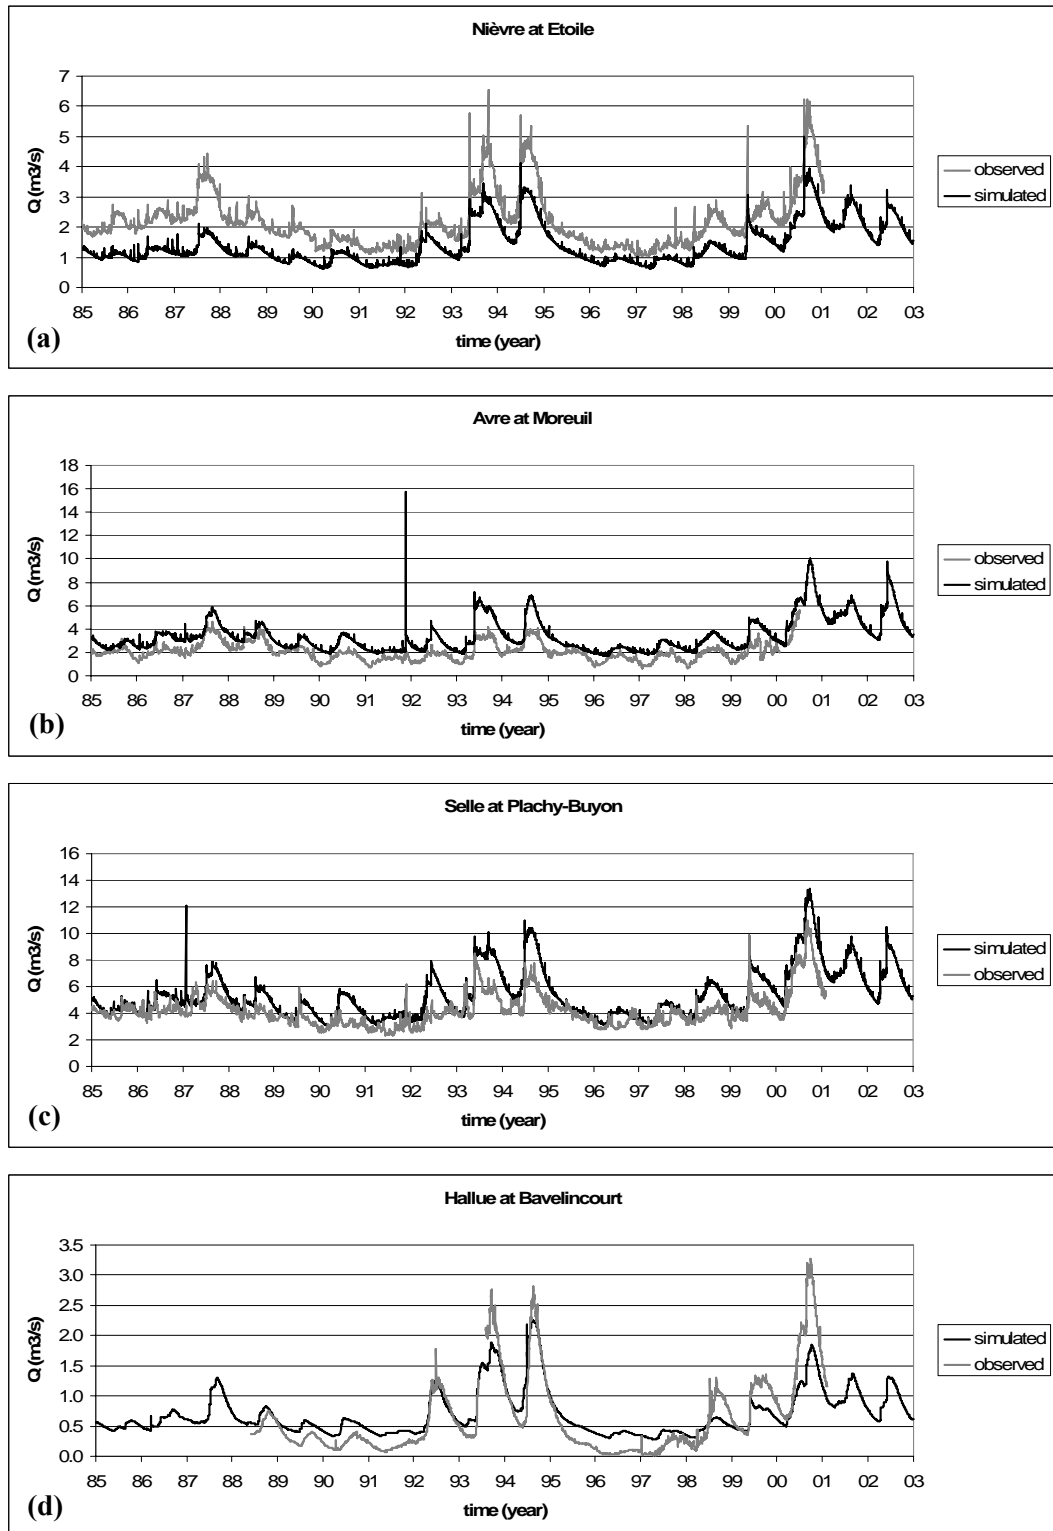 Nièvre at Etoile
7
6
5
4
3
2
1
0
Q (m3/s)
85 86 87 88 89 90 91 92 93 94 95 96 97 98 99 00 01 02 03
time (year)
observed
simulated
(a)
Avre at Moreuil
18
16
14
12
10
8
6
4
2
0
Q (m3/s)
85 86 87 88 89 90 91 92 93 94 95 96 97 98 99 00 01 02 03
time (year)
observed
simulated
(b)
Selle at Plachy-Buyon
16
14
12
10
8
6
4
2
0
Q (m3/s)
85 86 87 88 89 90 91 92 93 94 95 96 97 98 99 00 01 02 03
time (year)
simulated
observed
(c)
Hallue at Bavelincourt
3.5
3.0
2.5
2.0
1.5
1.0
0.5
0.0
Q (m3/s)
85 86 87 88 89 90 91 92 93 94 95 96 97 98 99 00 01 02 03
time (year)
simulated
observed
(d)